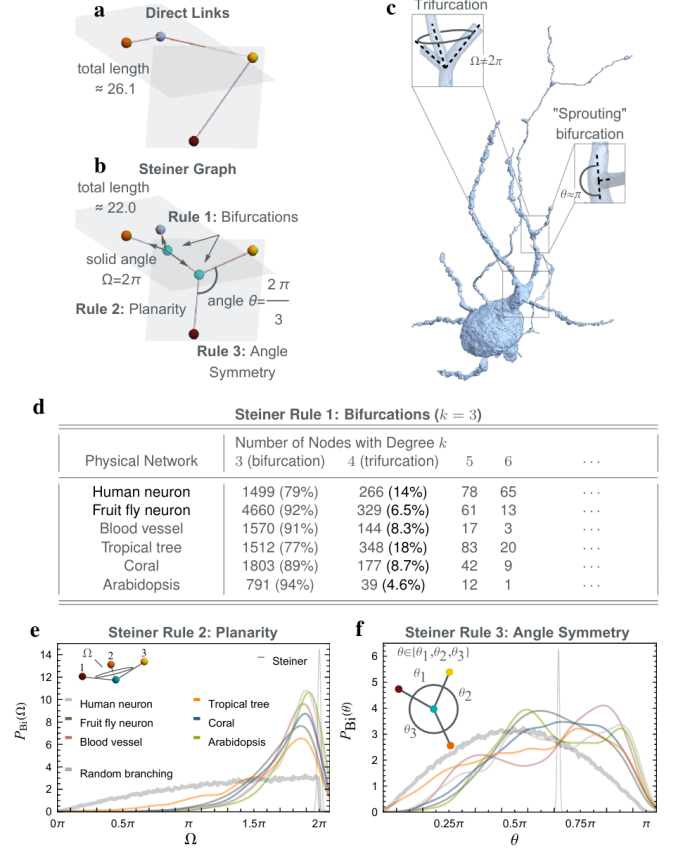 a
Direct Links
total length
≈ 26.1
b
Steiner Graph
total length
≈ 22.0
Rule 1: Bifurcations
solid angle
Ω=2π
angle θ= 2 π / 3
Rule 2: Planarity
Rule 3: Angle
Symmetry
c
Trifurcation
Ω≠2π
"Sprouting"
bifurcation
θ≈π
d
Steiner Rule 1: Bifurcations (k = 3)
Number of Nodes with Degree k
Physical Network 3 (bifurcation) 4 (trifurcation) 5 6 ···
Human neuron 1499 (79%) 266 (14%) 78 65 ···
Fruit fly neuron 4660 (92%) 329 (6.5%) 61 13 ···
Blood vessel 1570 (91%) 144 (8.3%) 17 3 ···
Tropical tree 1512 (77%) 348 (18%) 83 20 ···
Coral 1803 (89%) 177 (8.7%) 42 9 ···
Arabidopsis 791 (94%) 39 (4.6%) 12 1 ···
e
Steiner Rule 2: Planarity
14
12
10
8
6
4
2
0
P_Bi(Ω)
Ω
1
2
3
Steiner
Human neuron
Fruit fly neuron
Blood vessel
Tropical tree
Coral
Arabidopsis
Random branching
0π 0.5π 1.5π 2π
Ω
f
Steiner Rule 3: Angle Symmetry
6
5
4
3
2
1
0
P_Bi(θ)
θ∈{θ₁,θ₂,θ₃}
θ₁
θ₂
θ₃
0.25π 0.5π 0.75π π
θ